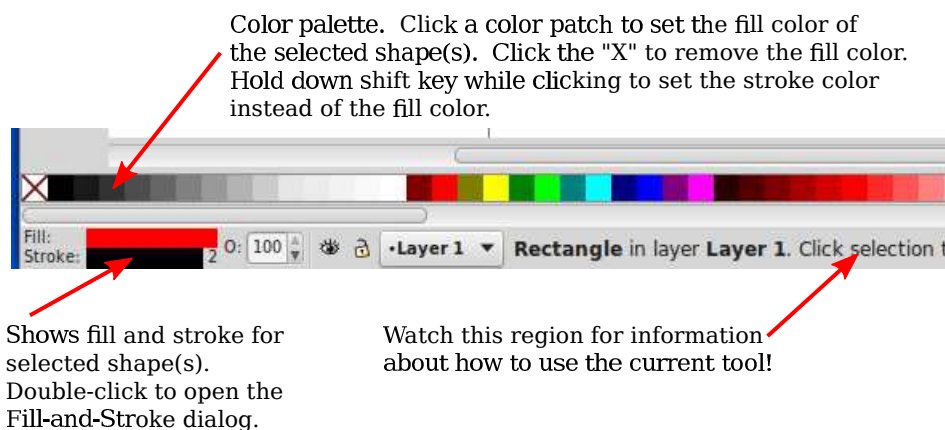 Color palette. Click a color patch to set the fill color of
the selected shape(s). Click the "X" to remove the fill color.
Hold down shift key while clicking to set the stroke color
instead of the fill color.
Fill:
Stroke:
2
O: 100
•Layer 1
Rectangle in layer Layer 1. Click selection t
Shows fill and stroke for
selected shape(s).
Double-click to open the
Fill-and-Stroke dialog.
Watch this region for information
about how to use the current tool!